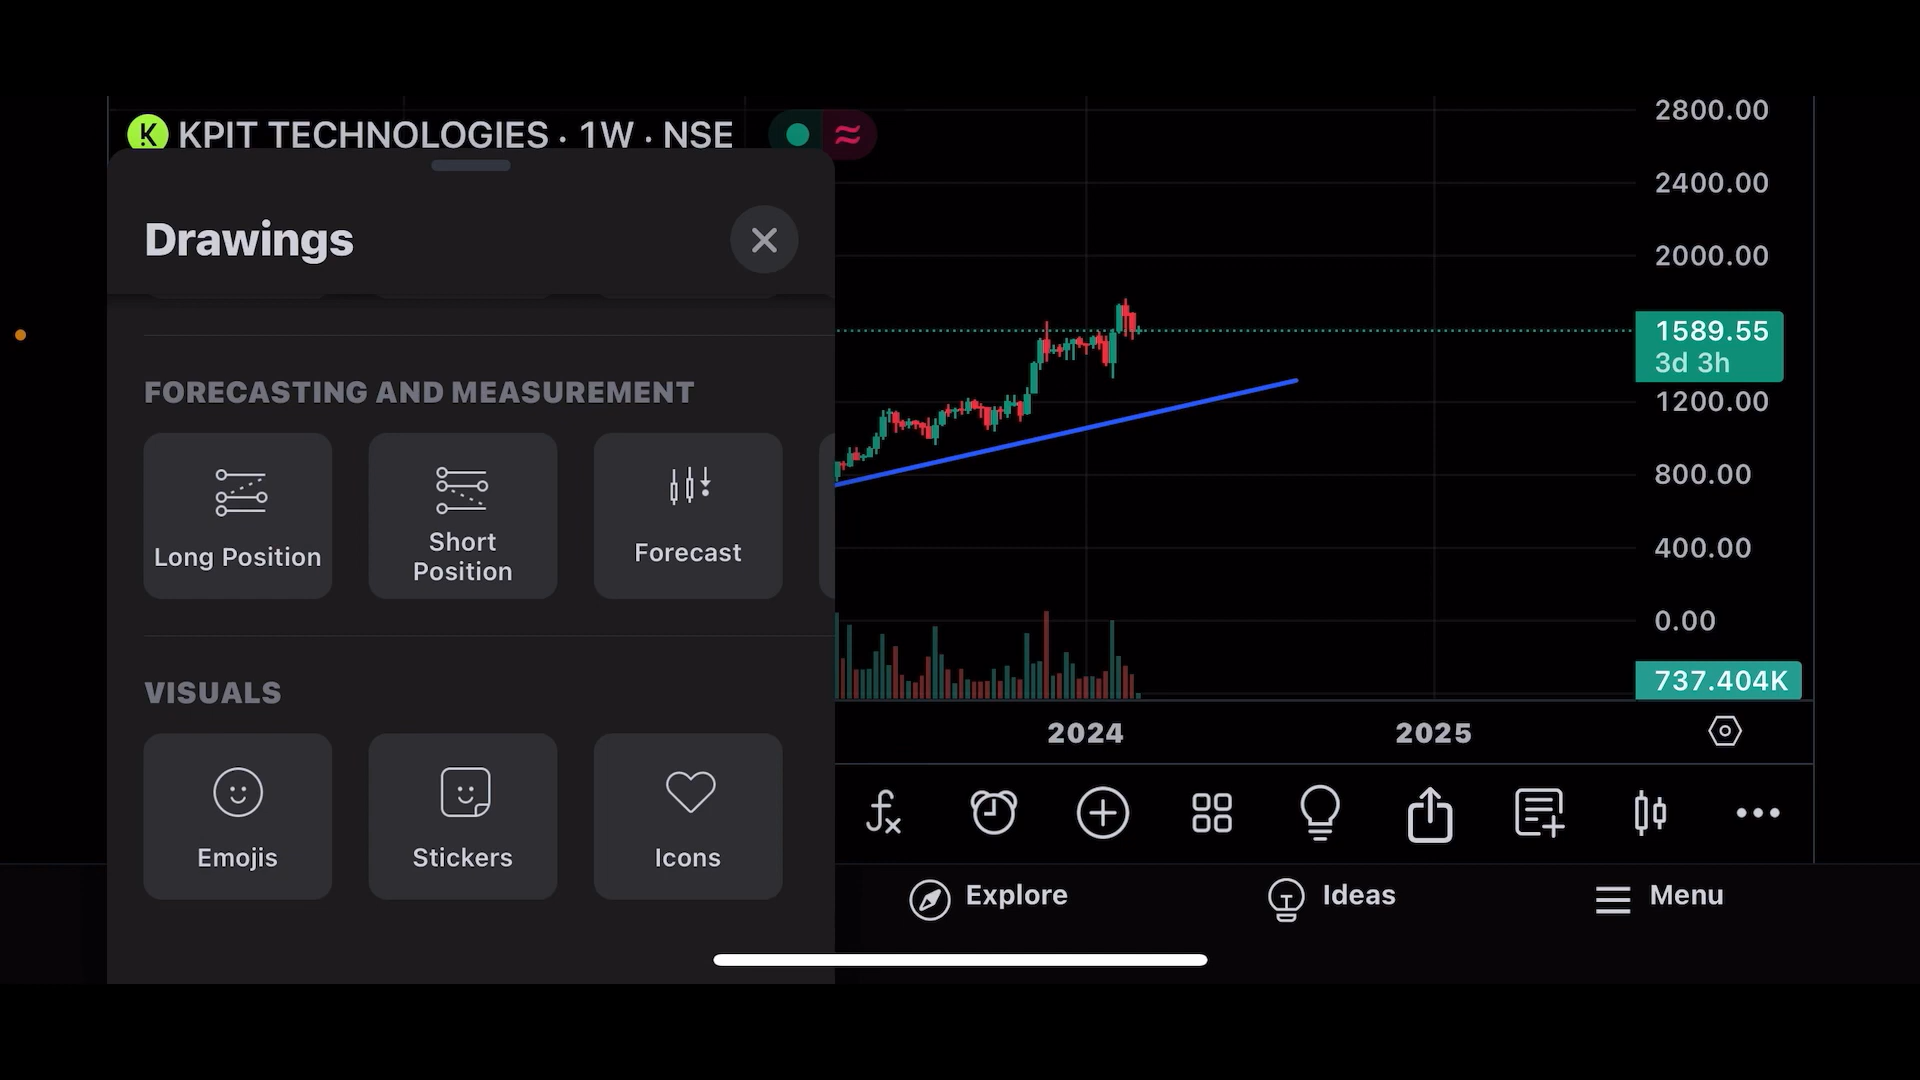 KPIT TECHNOLOGIES · 1W · NSE
Drawings
FORECASTING AND MEASUREMENT
Long Position
Short
Position
Forecast
VISUALS
Emojis
Stickers
Icons
2800.00
2400.00
2000.00
1589.55
3d 3h
1200.00
800.00
400.00
0.00
737.404K
2024
2025
Explore
Ideas
Menu